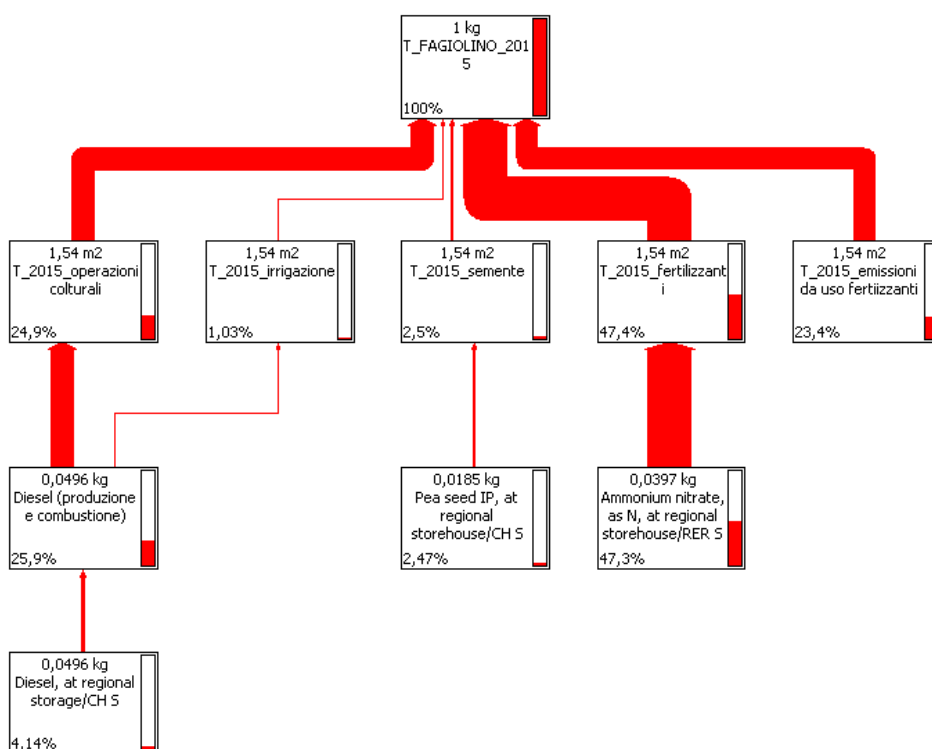 1 kg
T_FAGIOLINO_201
5
100%
1,54 m2
T_2015_operazioni
colturali
24,9%
1,54 m2
T_2015_irrigazione
1,03%
1,54 m2
T_2015_semente
2,5%
1,54 m2
T_2015_fertilizzant
i
47,4%
1,54 m2
T_2015_emissioni
da uso fertiizzanti
23,4%
0,0496 kg
Diesel (produzione
e combustione)
25,9%
0,0185 kg
Pea seed IP, at
regional
storehouse/CH S
2,47%
0,0397 kg
Ammonium nitrate,
as N, at regional
storehouse/RER S
47,3%
0,0496 kg
Diesel, at regional
storage/CH S
4,14%